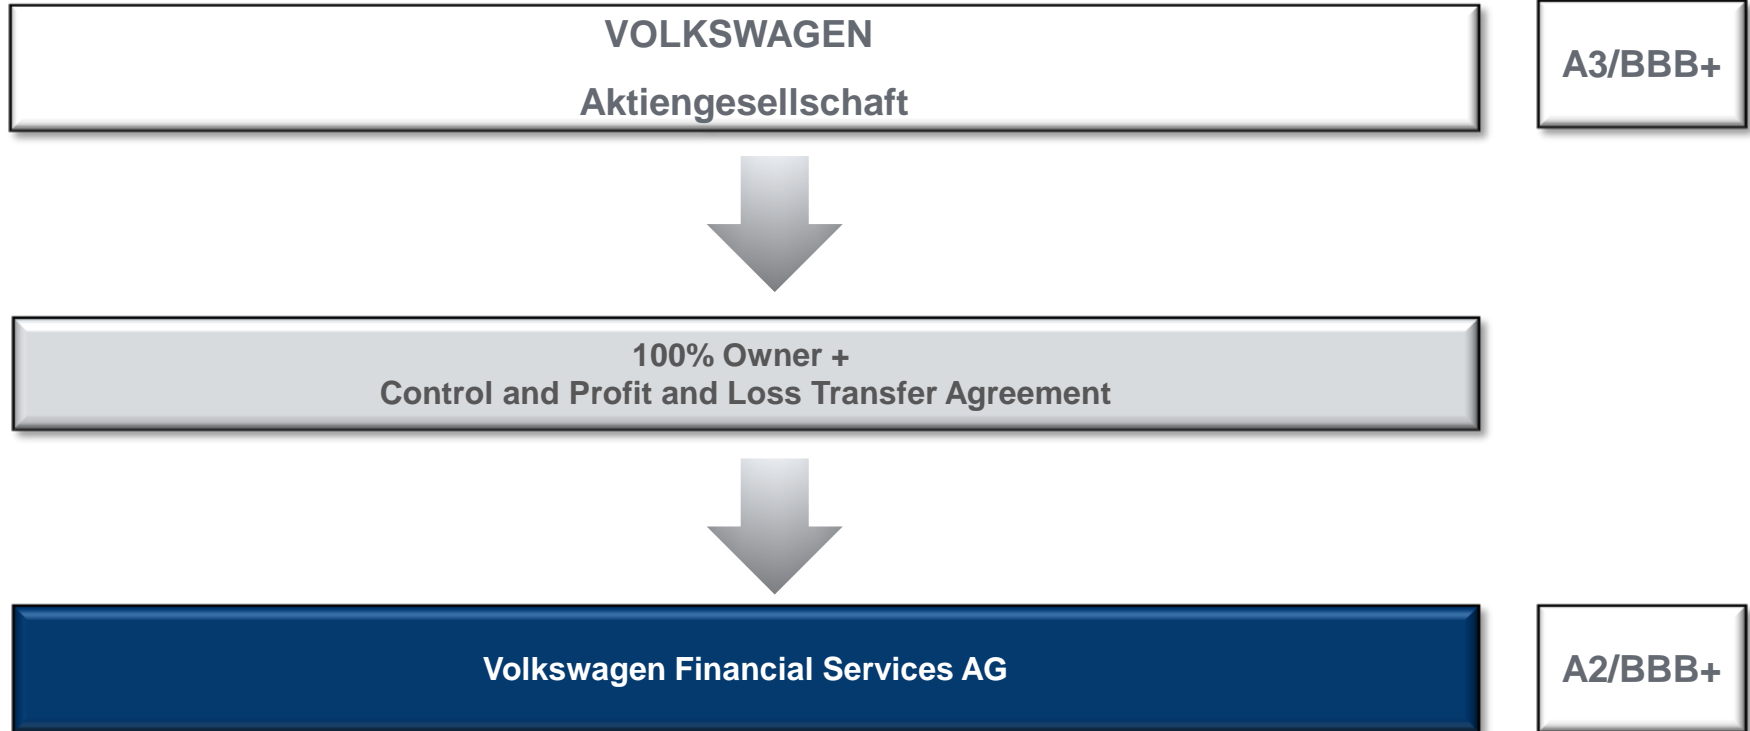 VOLKSWAGEN
Aktiengesellschaft
A3/BBB+
100% Owner +
Control and Profit and Loss Transfer Agreement
Volkswagen Financial Services AG
A2/BBB+